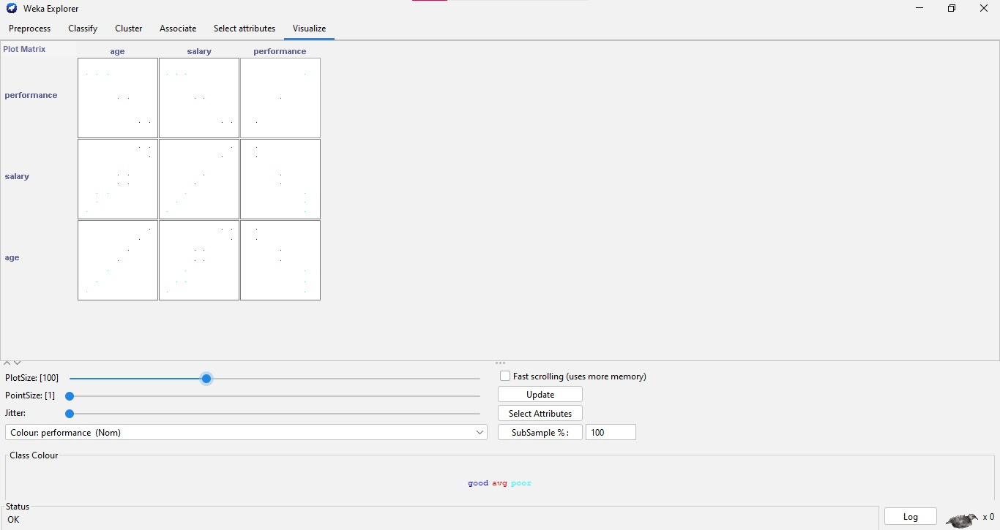 Weka Explorer
Preprocess Classify Cluster Associate Select attributes Visualize
Plot Matrix age salary performance
performance
salary
age
PlotSize: [100]
Fast scrolling (uses more memory)
PointSize: [1]
Update
Jitter:
Select Attributes
Colour: performance (Nom)
SubSample % :
100
Class Colour
good avg poor
Status
OK
Log
x 0